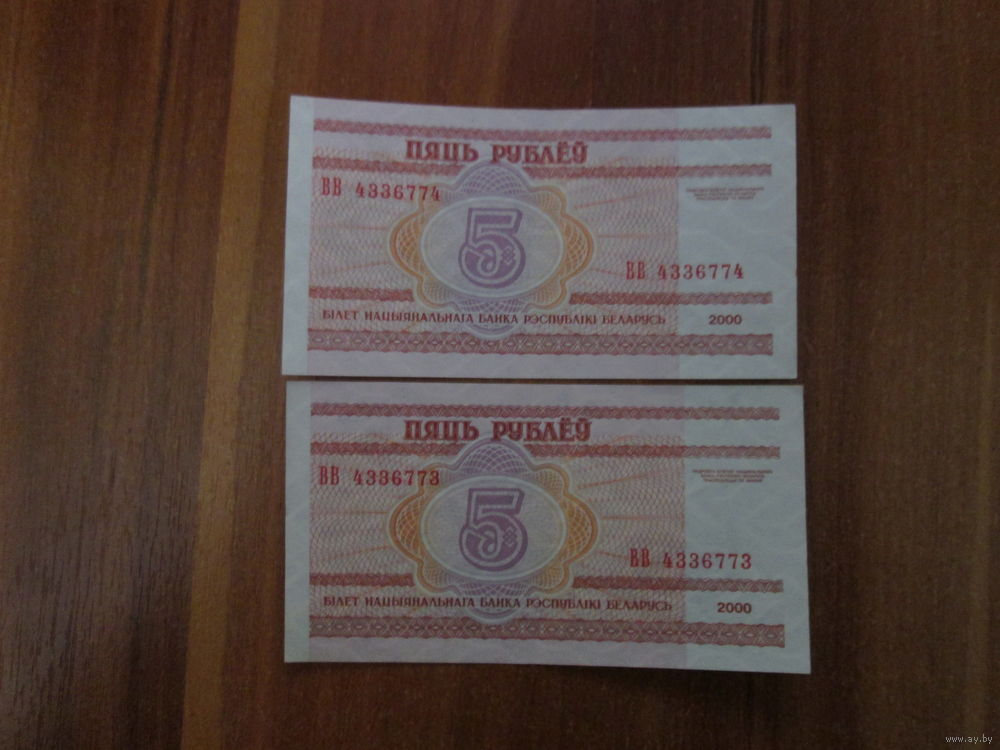 ПЯЦЬ РУБЛЁЎ
ВВ 4336774
5
ВВ 4336774
БІЛЕТ НАЦЫЯНАЛЬНАГА БАНКА РЭСПУБЛІКІ БЕЛАРУСЬ 2000
ПЯЦЬ РУБЛЁЎ
ВВ 4336773
5
ВВ 4336773
БІЛЕТ НАЦЫЯНАЛЬНАГА БАНКА РЭСПУБЛІКІ БЕЛАРУСЬ 2000
www.ay.by